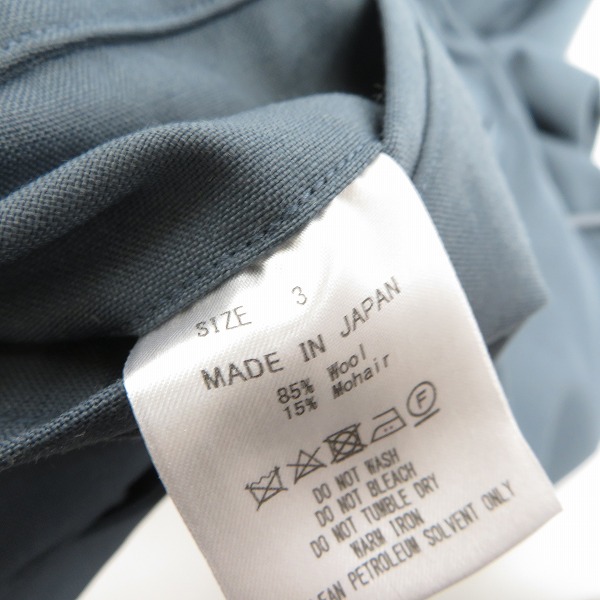 SIZE 3
MADE IN JAPAN
85% Wool
15% Mohair
F
DO NOT WASH
DO NOT BLEACH
DO NOT TUMBLE DRY
WARM IRON
LEAN PETROLEUM SOLVENT ONLY